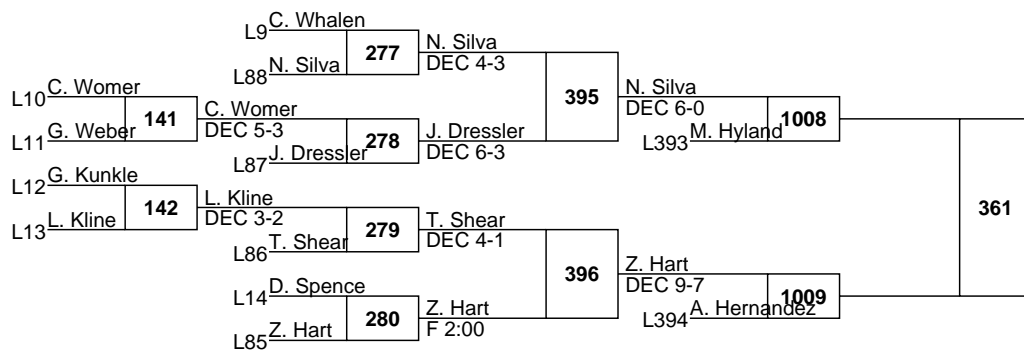 L9 C. Whalen
277
L88 N. Silva
N. Silva
DEC 4-3
L10 C. Womer
141
L11 G. Weber
C. Womer
DEC 5-3
278
L87 J. Dressler
J. Dressler
DEC 6-3
395
N. Silva
DEC 6-0
1008
L393 M. Hyland
L12 G. Kunkle
142
L13 L. Kline
L. Kline
DEC 3-2
279
L86 T. Shear
T. Shear
DEC 4-1
L14 D. Spence
280
L85 Z. Hart
Z. Hart
F 2:00
396
Z. Hart
DEC 9-7
1009
L394 A. Hernandez
361